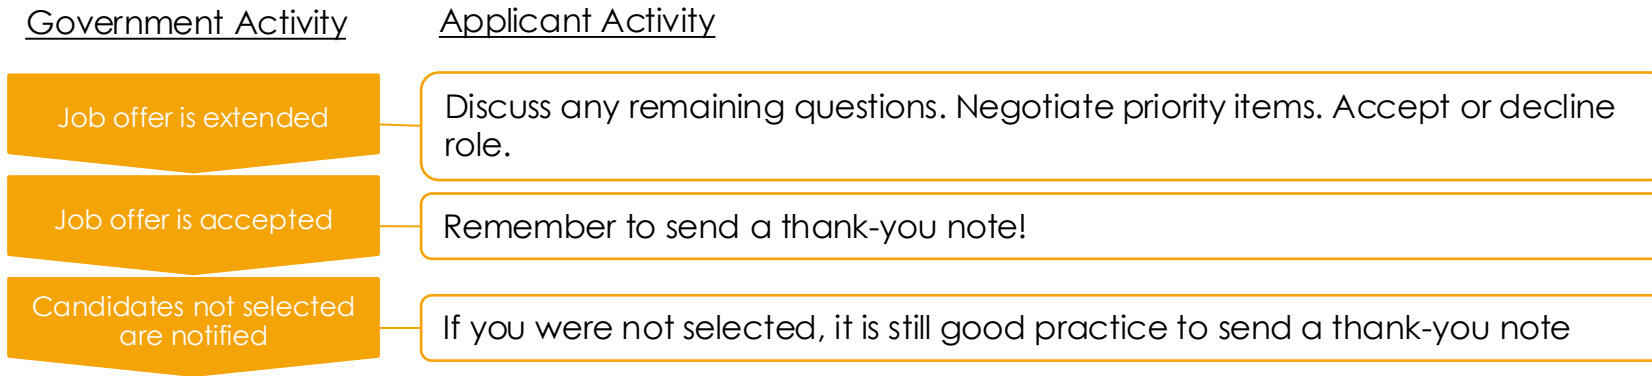 Government Activity
Applicant Activity
Job offer is extended
Discuss any remaining questions. Negotiate priority items. Accept or decline
role.
Job offer is accepted
Remember to send a thank-you note!
Candidates not selected
are notified
If you were not selected, it is still good practice to send a thank-you note